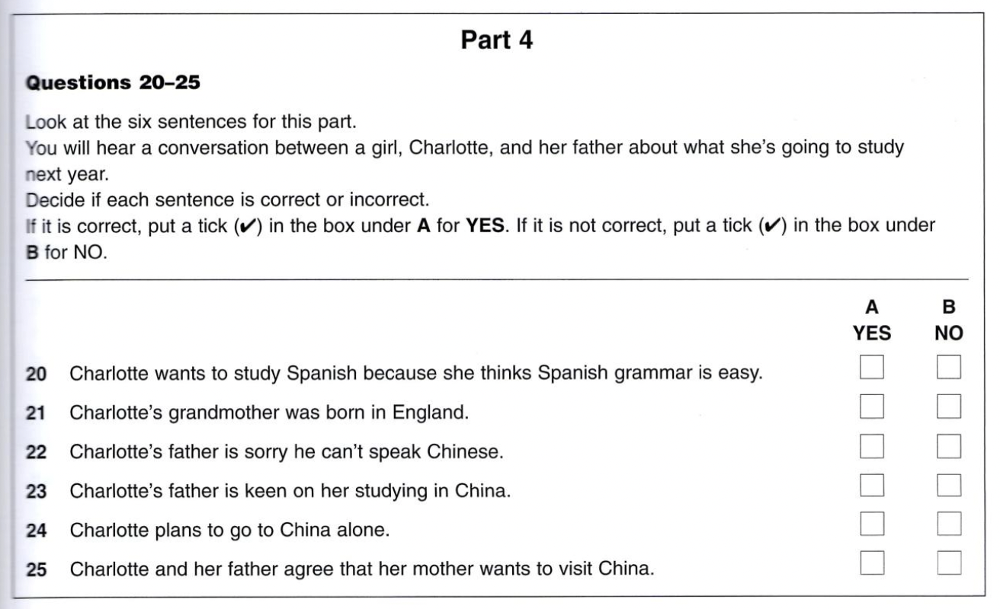 Part 4
Questions 20–25
Look at the six sentences for this part.
You will hear a conversation between a girl, Charlotte, and her father about what she's going to study
next year.
Decide if each sentence is correct or incorrect.
If it is correct, put a tick (✔) in the box under A for YES. If it is not correct, put a tick (✔) in the box under
B for NO.
A B
YES NO
20 Charlotte wants to study Spanish because she thinks Spanish grammar is easy.
21 Charlotte's grandmother was born in England.
22 Charlotte's father is sorry he can't speak Chinese.
23 Charlotte's father is keen on her studying in China.
24 Charlotte plans to go to China alone.
25 Charlotte and her father agree that her mother wants to visit China.